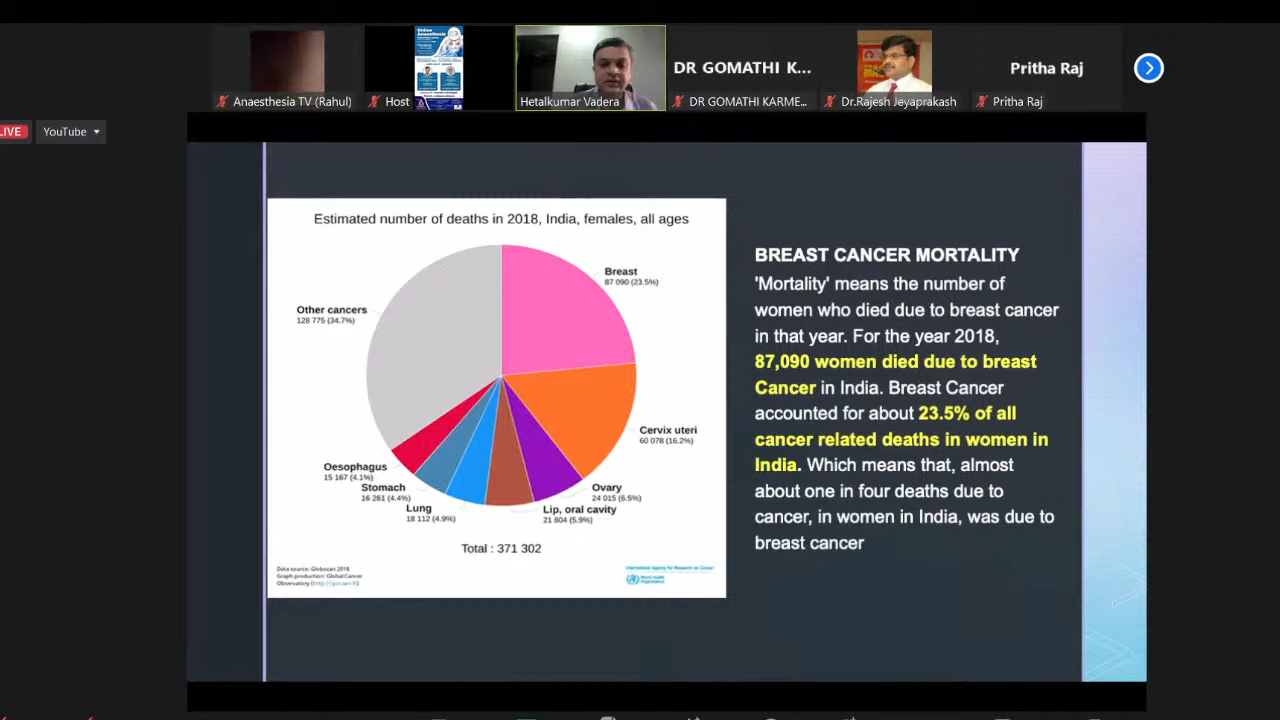 DR GOMATHI K...
Pritha Raj
Anaesthesia TV (Rahul)
Host
Hetalkumar Vadera
DR GOMATHI KARME...
Dr.Rajesh Jeyaprakash
Pritha Raj
LIVE
YouTube
Estimated number of deaths in 2018, India, females, all ages
Breast
87 090 (23.5%)
Other cancers
128 775 (34.7%)
Cervix uteri
60 078 (16.2%)
Oesophagus
15 167 (4.1%)
Stomach
16 261 (4.4%)
Lung
18 112 (4.9%)
Ovary
24 015 (6.5%)
Lip, oral cavity
21 804 (5.9%)
Total : 371 302
Data source: Globocan 2018
Graph production: Global Cancer
Observatory
International Agency for Research on Cancer
World Health
Organization
BREAST CANCER MORTALITY
'Mortality' means the number of
women who died due to breast cancer
in that year. For the year 2018,
87,090 women died due to breast
Cancer in India. Breast Cancer
accounted for about 23.5% of all
cancer related deaths in women in
India. Which means that, almost
about one in four deaths due to
cancer, in women in India, was due to
breast cancer